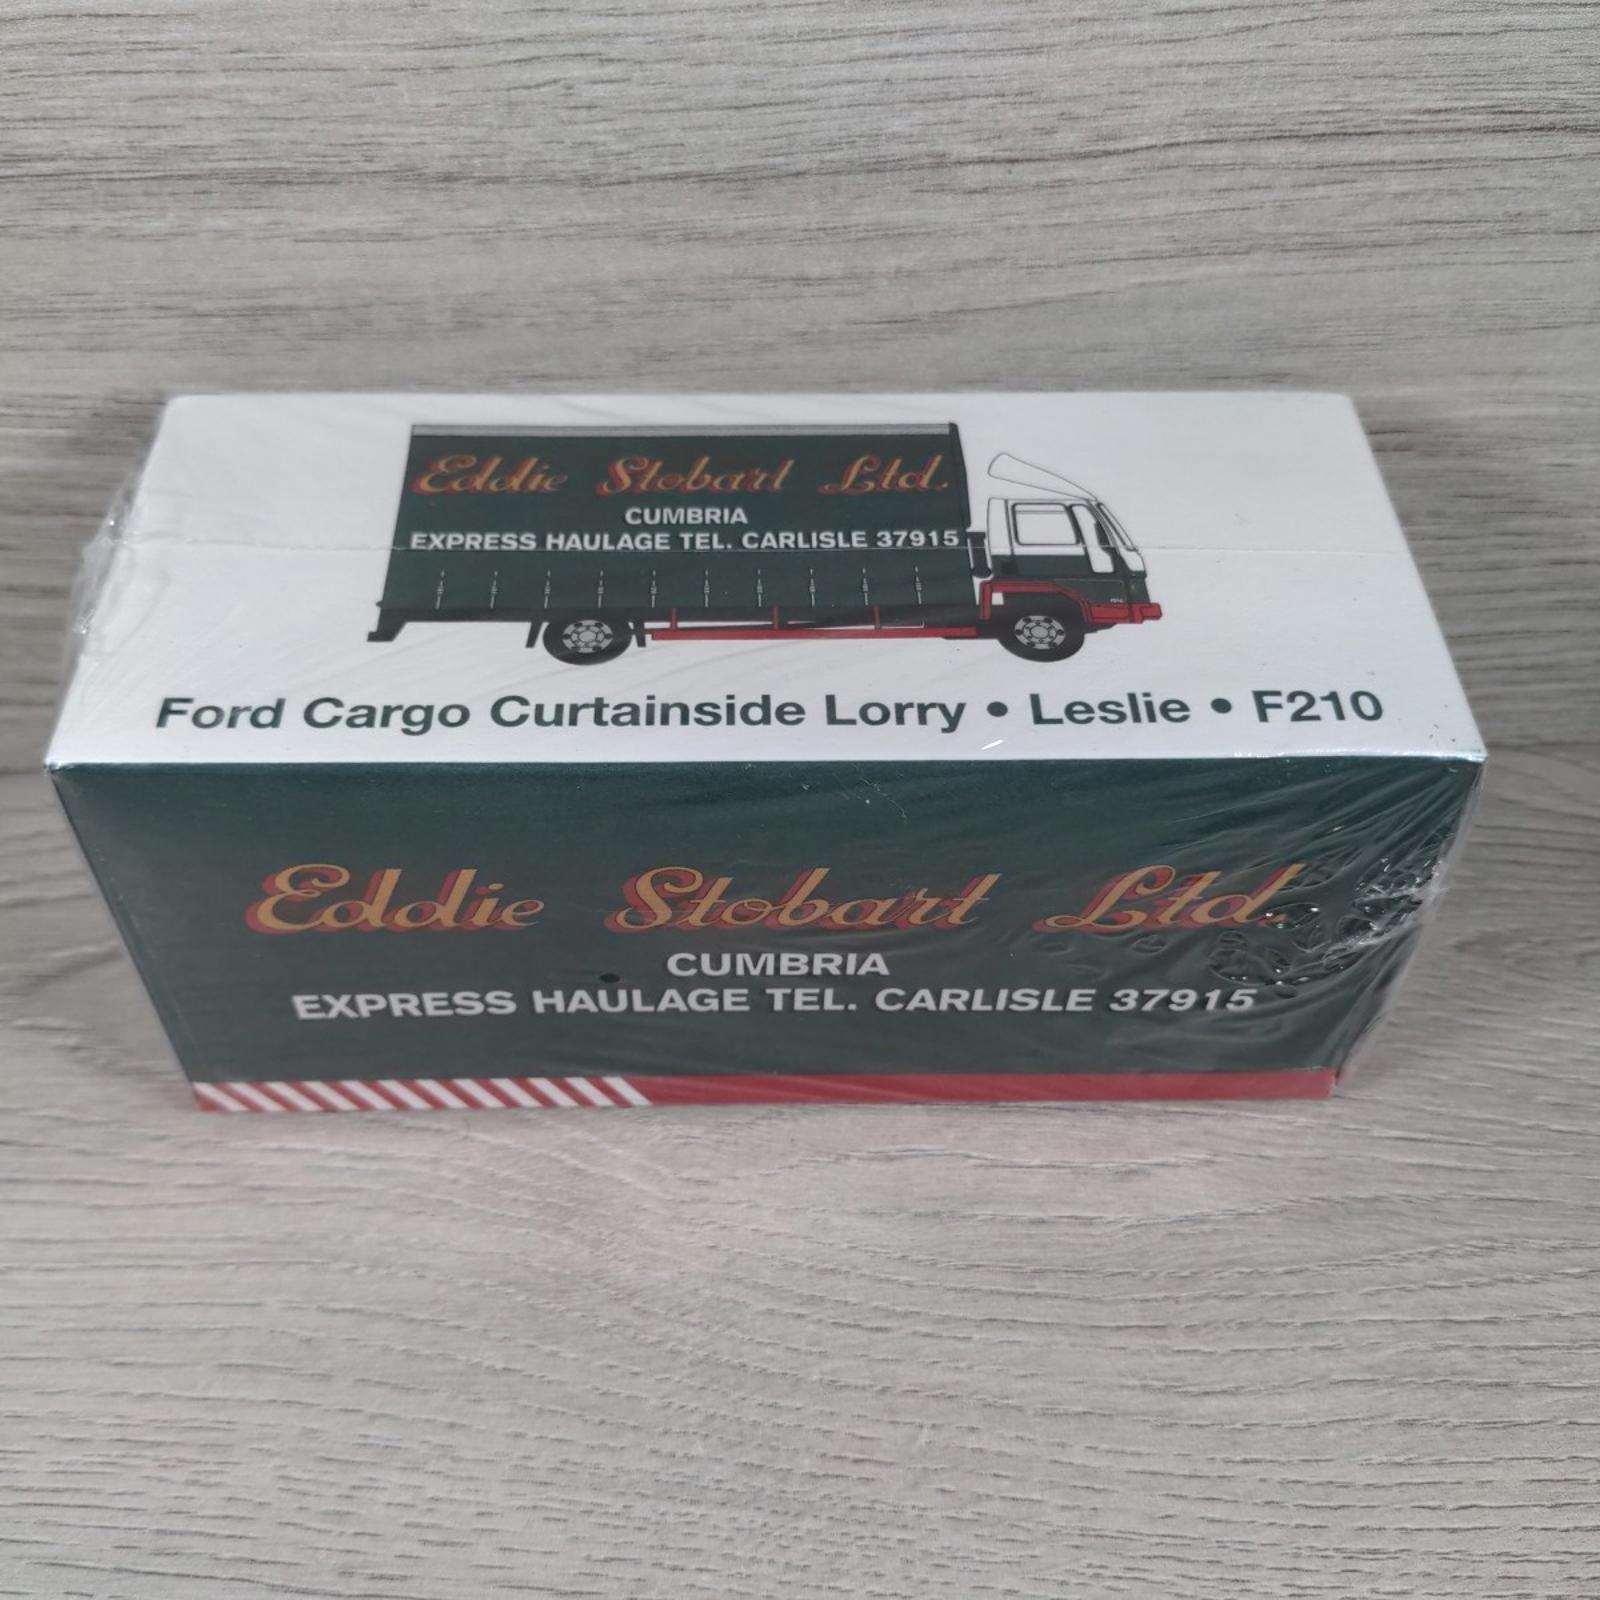 Eddie Stobart Ltd.
CUMBRIA
EXPRESS HAULAGE TEL. CARLISLE 37915
Ford Cargo Curtainside Lorry • Leslie • F210
Eddie Stobart Ltd.
CUMBRIA
EXPRESS HAULAGE TEL. CARLISLE 37915